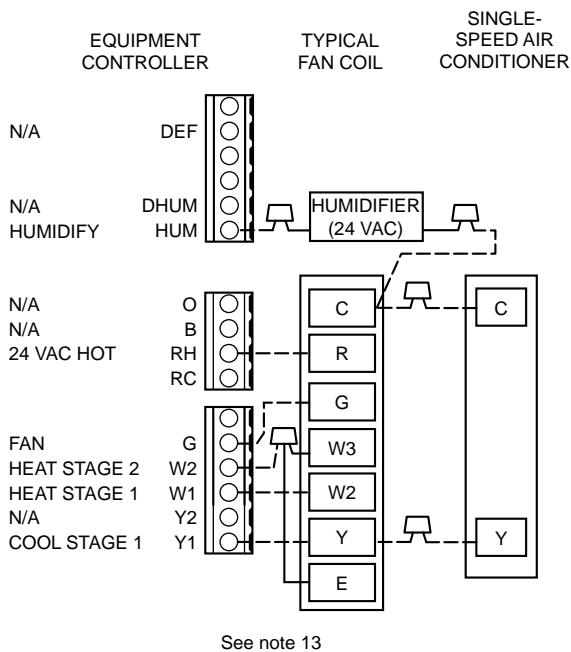 EQUIPMENT
CONTROLLER
TYPICAL
FAN COIL
SINGLE-
SPEED AIR
CONDITIONER
N/A DEF
N/A DHUM
HUMIDIFY HUM
HUMIDIFIER
(24 VAC)
N/A O
N/A B
24 VAC HOT RH
RC
C
R
G
W3
W2
Y
E
C
Y
FAN G
HEAT STAGE 2 W2
HEAT STAGE 1 W1
N/A Y2
COOL STAGE 1 Y1
See note 13